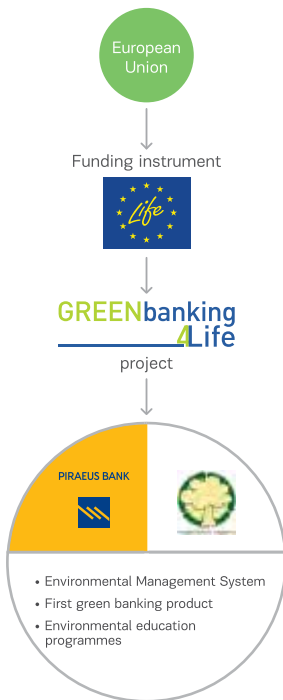 European
Union
Funding instrument
Life
GREENbanking
4Life
project
PIRAEUS BANK
• Environmental Management System
• First green banking product
• Environmental education
programmes